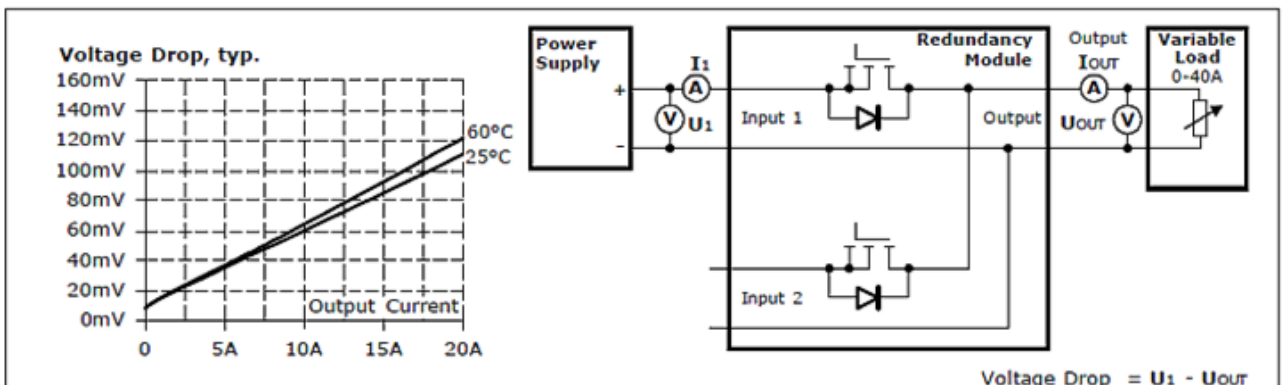 Voltage Drop, typ.
160mV
140mV
120mV
100mV
80mV
60mV
40mV
20mV
0mV
60°C
25°C
Output Current
0
5A
10A
15A
20A
Power
Supply
+
-
I1
A
V
U1
Redundancy
Module
Input 1
Output
Input 2
Output
IOUT
A
UOUT
V
Variable
Load
0-40A
Voltage Drop = U1 - UOUT